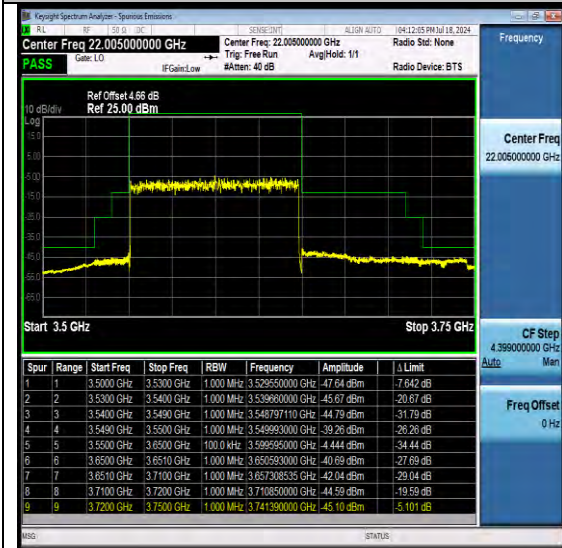 Keysight Spectrum Analyzer - Spurious Emissions
RL RF 50 Ω DC SENSE:INT ALIGN AUTO 04:12:05 PM Jul 18, 2024
Center Freq 22.005000000 GHz
Center Freq: 22.005000000 GHz
Radio Std: None
Frequency
PASS
Gate: LO
Trig: Free Run
Avg|Hold: 1/1
IFGain:Low
#Atten: 40 dB
Radio Device: BTS
Ref Offset 4.66 dB
10 dB/div Ref 25.00 dBm
Log
15.0
5.00
-5.00
-15.0
-25.0
-35.0
-45.0
-55.0
-65.0
Start 3.5 GHz Stop 3.75 GHz
Center Freq
22.005000000 GHz
CF Step
4.399000000 GHz
Auto Man
Freq Offset
0 Hz
Spur Range Start Freq Stop Freq RBW Frequency Amplitude Δ Limit
1 1 3.5000 GHz 3.5300 GHz 1.000 MHz 3.529550000 GHz -47.64 dBm -7.642 dB
2 2 3.5300 GHz 3.5400 GHz 1.000 MHz 3.539660000 GHz -45.67 dBm -20.67 dB
3 3 3.5400 GHz 3.5490 GHz 1.000 MHz 3.548797110 GHz -44.79 dBm -31.79 dB
4 4 3.5490 GHz 3.5500 GHz 1.000 MHz 3.549993000 GHz -39.26 dBm -26.26 dB
5 5 3.5500 GHz 3.6500 GHz 100.0 kHz 3.599595000 GHz -4.444 dBm -34.44 dB
6 6 3.6500 GHz 3.6510 GHz 1.000 MHz 3.650593000 GHz -40.69 dBm -27.69 dB
7 7 3.6510 GHz 3.7100 GHz 1.000 MHz 3.657308535 GHz -42.04 dBm -29.04 dB
8 8 3.7100 GHz 3.7200 GHz 1.000 MHz 3.710850000 GHz -44.59 dBm -19.59 dB
9 9 3.7200 GHz 3.7500 GHz 1.000 MHz 3.741390000 GHz -45.10 dBm -5.101 dB
MSG STATUS